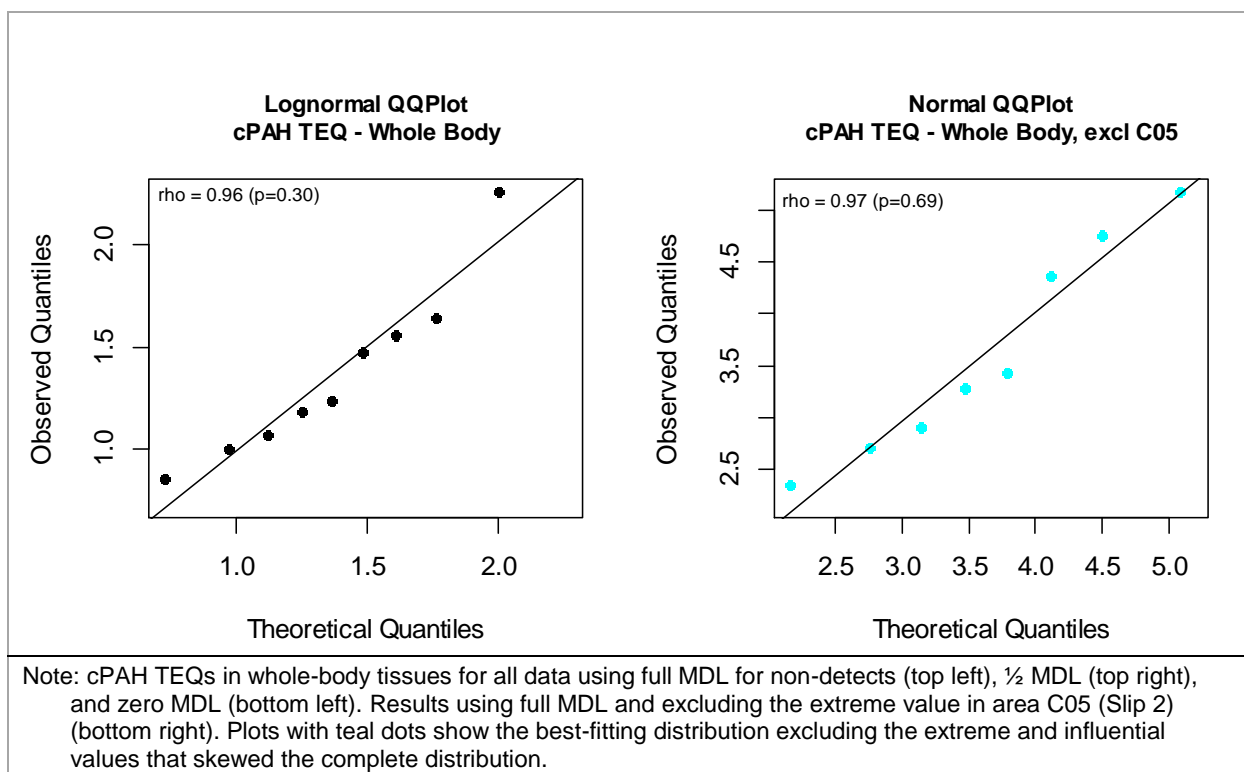 Lognormal QQPlot
cPAH TEQ - Whole Body
rho = 0.96 (p=0.30)
Observed Quantiles
1.0 1.5 2.0
1.0 1.5 2.0
Theoretical Quantiles
Normal QQPlot
cPAH TEQ - Whole Body, excl C05
rho = 0.97 (p=0.69)
Observed Quantiles
2.5 3.5 4.5
2.5 3.0 3.5 4.0 4.5 5.0
Theoretical Quantiles
Note: cPAH TEQs in whole-body tissues for all data using full MDL for non-detects (top left), ½ MDL (top right),
and zero MDL (bottom left). Results using full MDL and excluding the extreme value in area C05 (Slip 2)
(bottom right). Plots with teal dots show the best-fitting distribution excluding the extreme and influential
values that skewed the complete distribution.